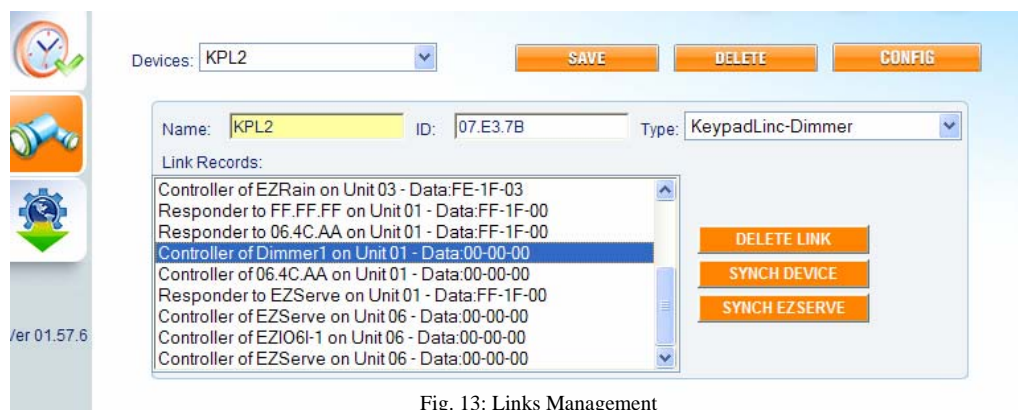 Devices: KPL2 SAVE DELETE CONFIG
Name: KPL2 ID: 07.E3.7B Type: KeypadLinc-Dimmer
Link Records:
Controller of EZRain on Unit 03 - Data:FE-1F-03
Responder to FF.FF.FF on Unit 01 - Data:FF-1F-00
Responder to 06.4C.AA on Unit 01 - Data:FF-1F-00
Controller of Dimmer1 on Unit 01 - Data:00-00-00
Controller of 06.4C.AA on Unit 01 - Data:00-00-00
Responder to EZServe on Unit 01 - Data:FF-1F-00
Controller of EZServe on Unit 06 - Data:00-00-00
Controller of EZIO6I-1 on Unit 06 - Data:00-00-00
Controller of EZServe on Unit 06 - Data:00-00-00
DELETE LINK
SYNCH DEVICE
SYNCH EZSERVE
/er 01.57.6
Fig. 13: Links Management